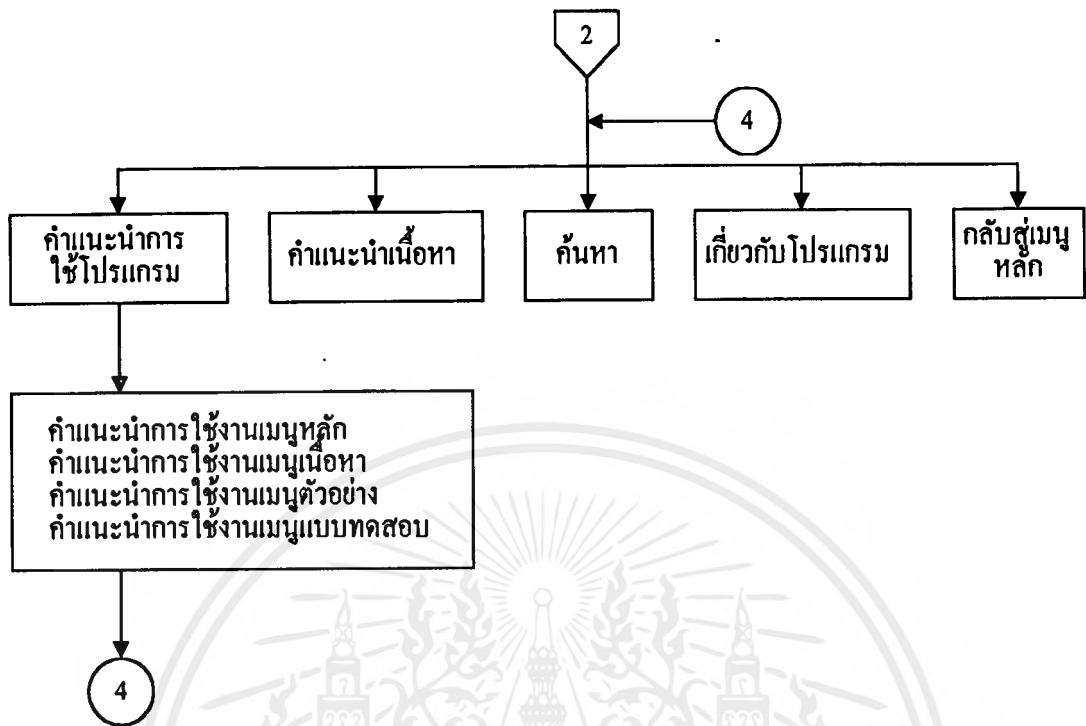 2
4
คำแนะนำการ
ใช้โปรแกรม
คำแนะนำเนื้อหา
ค้นหา
เกี่ยวกับโปรแกรม
กลับสู่เมนู
หลัก
คำแนะนำการใช้งานเมนูหลัก
คำแนะนำการใช้งานเมนูเนื้อหา
คำแนะนำการใช้งานเมนูตัวอย่าง
คำแนะนำการใช้งานเมนูแบบทดสอบ
4